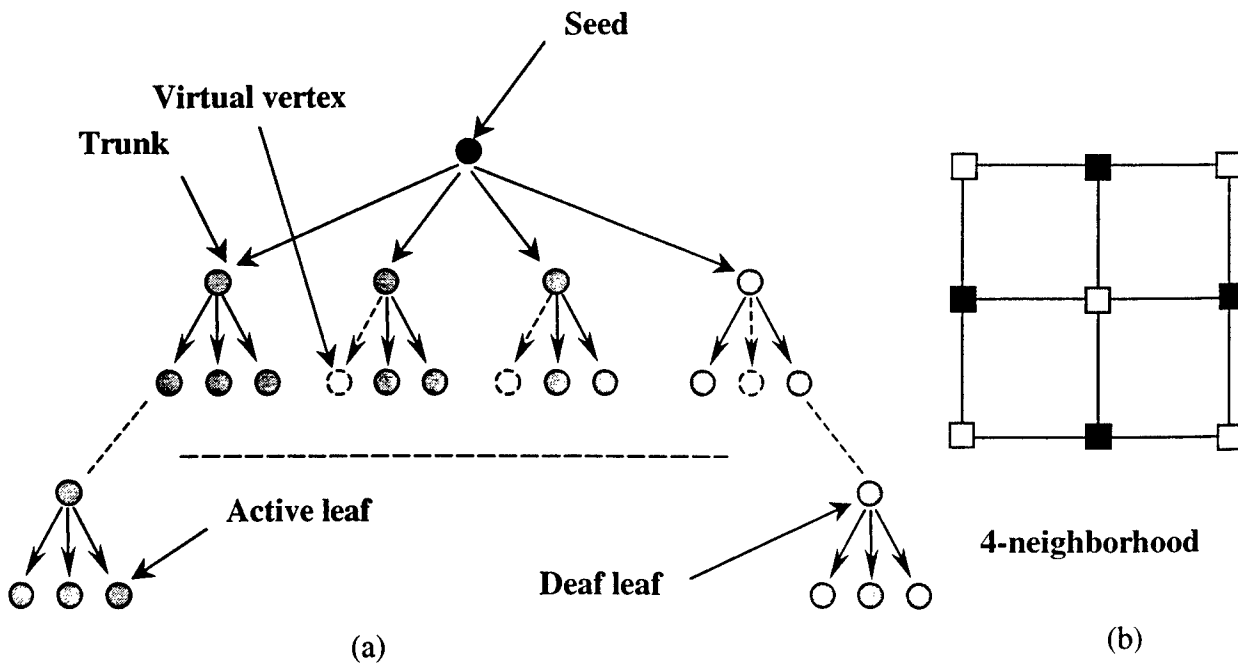 Seed
Virtual vertex
Trunk
Active leaf
Deaf leaf
4-neighborhood
(a)
(b)